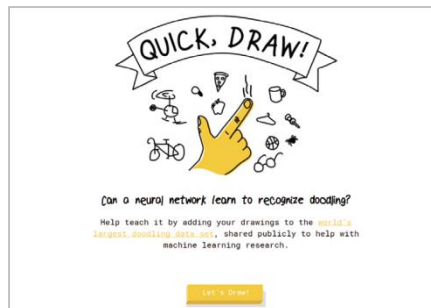 QUICK, DRAW!
Can a neural network learn to recognize doodling?
Help teach it by adding your drawings to the world's
largest doodling data set, shared publicly to help with
machine learning research.
Let's Draw!